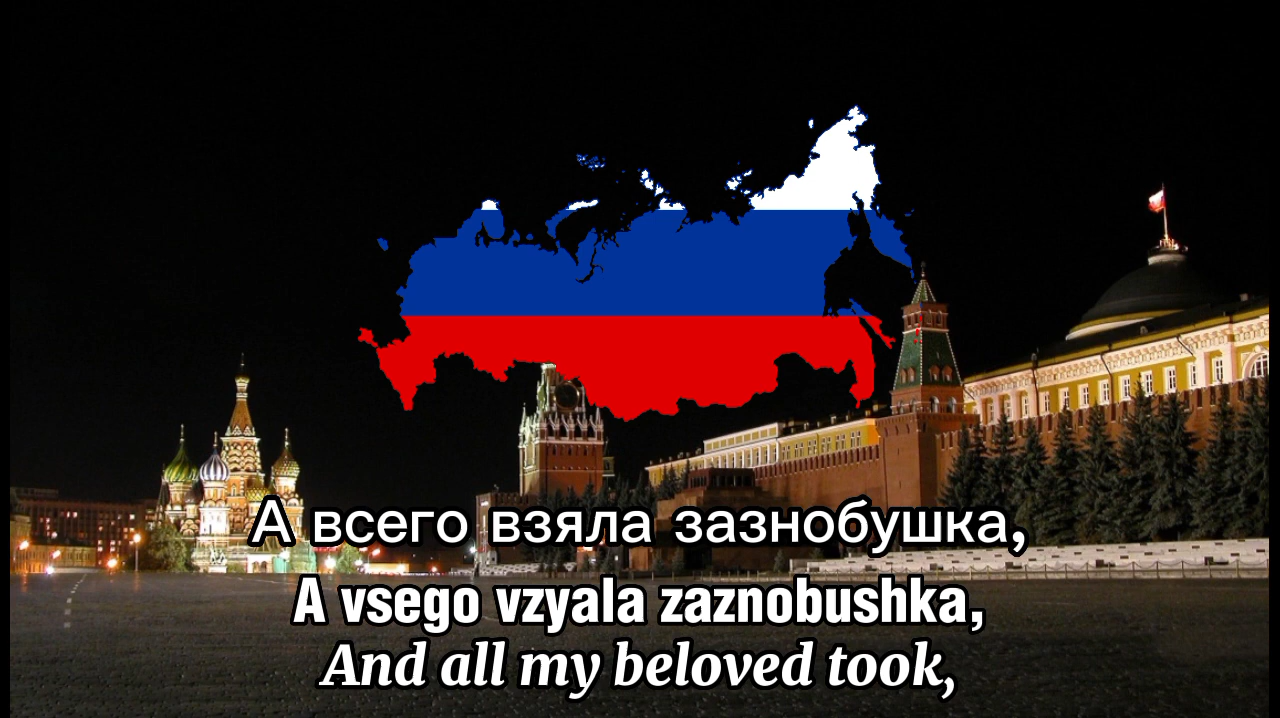 А всего взяла зазнобушка,
A vsego vzyala zaznobushka,
And all my beloved took,